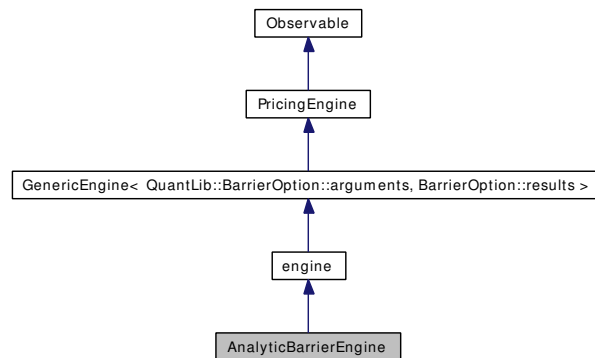 Observable
PricingEngine
GenericEngine< QuantLib::BarrierOption::arguments, BarrierOption::results >
engine
AnalyticBarrierEngine